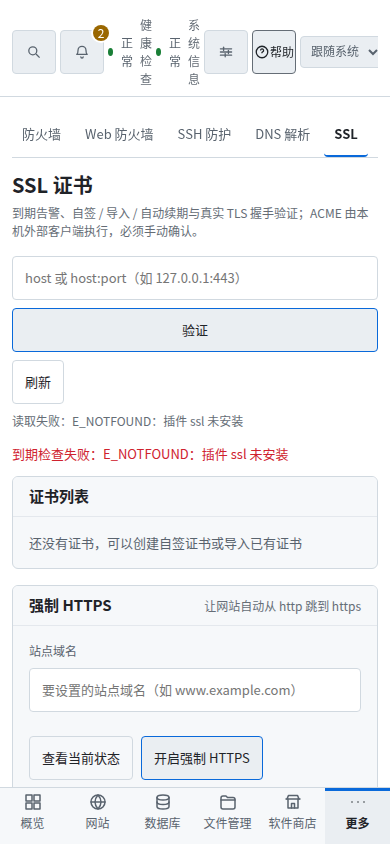 2
正常
健康检查
正常
系统信息
帮助
跟随系统
防火墙
Web 防火墙
SSH 防护
DNS 解析
SSL
SSL 证书
到期告警、自签 / 导入 / 自动续期与真实 TLS 握手验证；ACME 由本
机外部客户端执行，必须手动确认。
host 或 host:port（如 127.0.0.1:443）
验证
刷新
读取失败：E_NOTFOUND：插件 ssl 未安装
到期检查失败：E_NOTFOUND：插件 ssl 未安装
证书列表
还没有证书，可以创建自签证书或导入已有证书
强制 HTTPS
让网站自动从 http 跳到 https
站点域名
要设置的站点域名（如 www.example.com）
查看当前状态
开启强制 HTTPS
概览
网站
数据库
文件管理
软件商店
更多